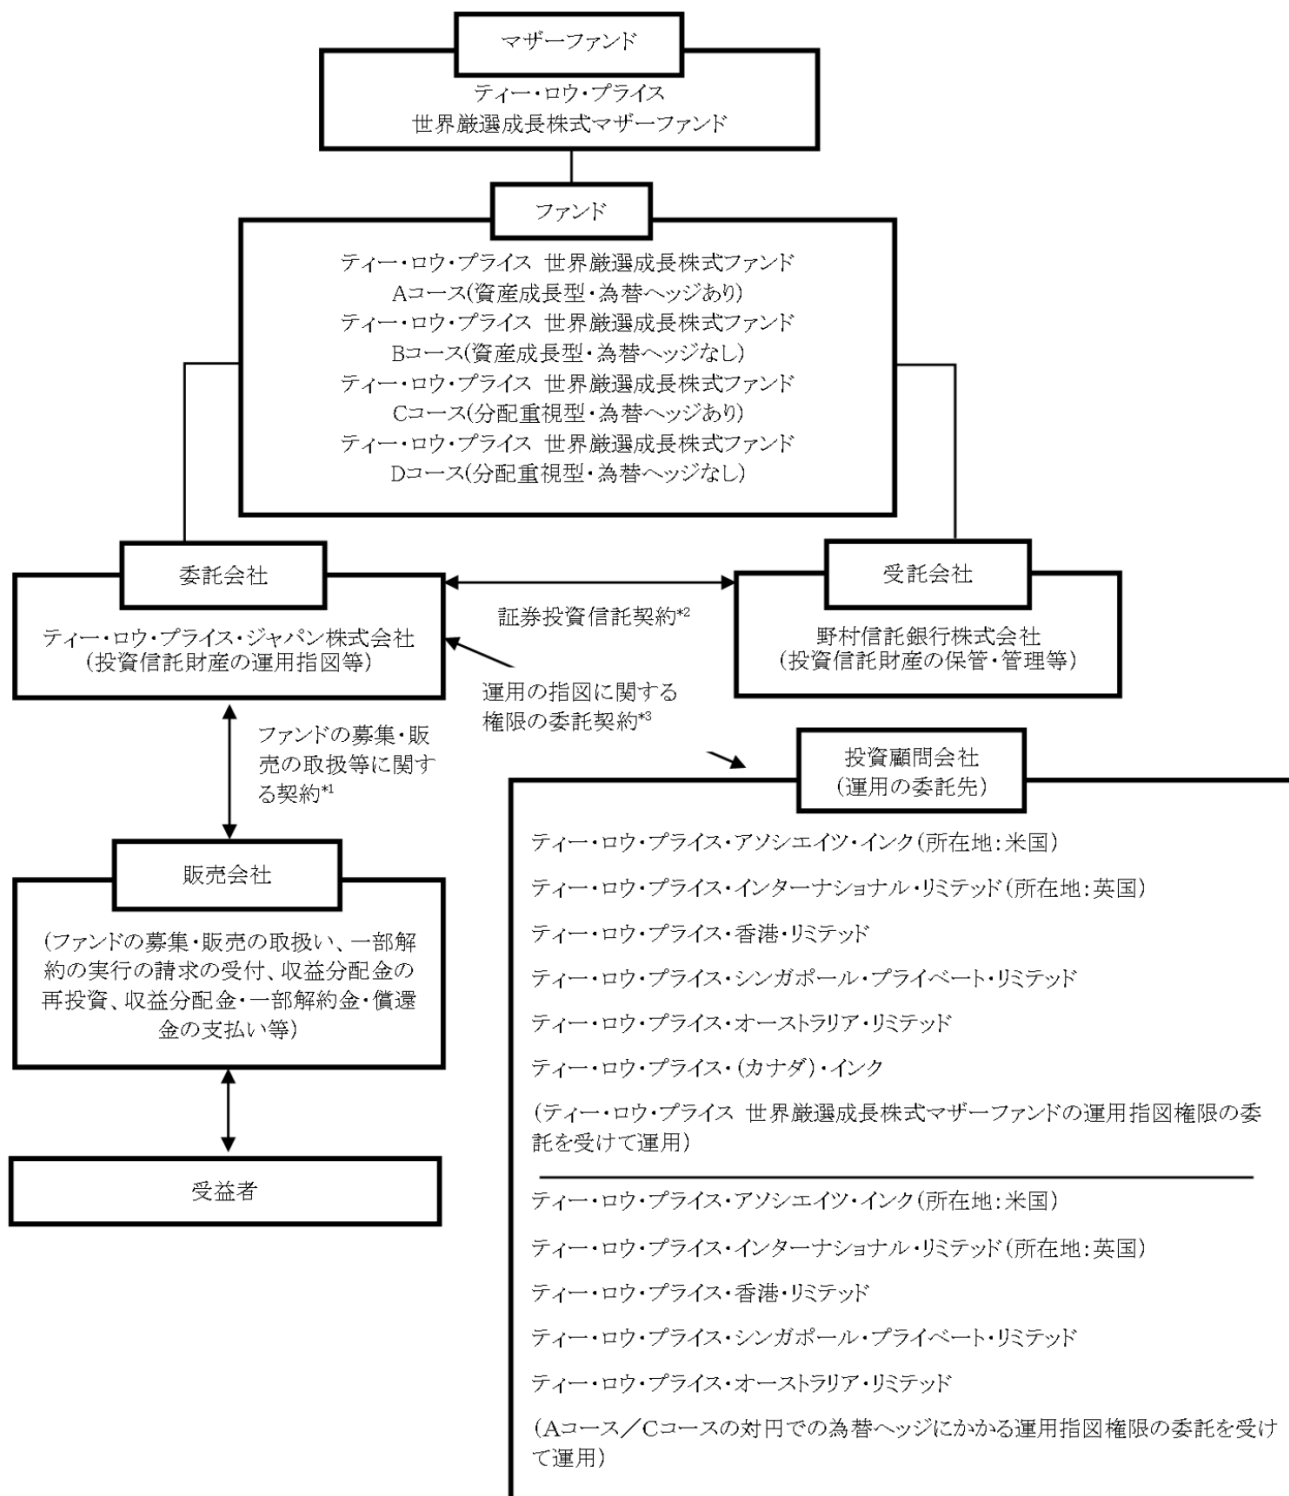 マザーファンド
ティー・ロウ・プライス
世界厳選成長株式マザーファンド
ファンド
ティー・ロウ・プライス 世界厳選成長株式ファンド
Aコース(資産成長型・為替ヘッジあり)
ティー・ロウ・プライス 世界厳選成長株式ファンド
Bコース(資産成長型・為替ヘッジなし)
ティー・ロウ・プライス 世界厳選成長株式ファンド
Cコース(分配重視型・為替ヘッジあり)
ティー・ロウ・プライス 世界厳選成長株式ファンド
Dコース(分配重視型・為替ヘッジなし)
委託会社
ティー・ロウ・プライス・ジャパン株式会社
(投資信託財産の運用指図等)
証券投資信託契約*2
受託会社
野村信託銀行株式会社
(投資信託財産の保管・管理等)
運用の指図に関する
権限の委託契約*3
ファンドの募集・販
売の取扱等に関す
る契約*1
販売会社
(ファンドの募集・販売の取扱い、一部解
約の実行の請求の受付、収益分配金の
再投資、収益分配金・一部解約金・償還
金の支払い等)
受益者
投資顧問会社
(運用の委託先)
ティー・ロウ・プライス・アソシエイツ・インク(所在地:米国)
ティー・ロウ・プライス・インターナショナル・リミテッド(所在地:英国)
ティー・ロウ・プライス・香港・リミテッド
ティー・ロウ・プライス・シンガポール・プライベート・リミテッド
ティー・ロウ・プライス・オーストラリア・リミテッド
ティー・ロウ・プライス・(カナダ)・インク
(ティー・ロウ・プライス 世界厳選成長株式マザーファンドの運用指図権限の委
託を受けて運用)
ティー・ロウ・プライス・アソシエイツ・インク(所在地:米国)
ティー・ロウ・プライス・インターナショナル・リミテッド(所在地:英国)
ティー・ロウ・プライス・香港・リミテッド
ティー・ロウ・プライス・シンガポール・プライベート・リミテッド
ティー・ロウ・プライス・オーストラリア・リミテッド
(Aコース/Cコースの対円での為替ヘッジにかかる運用指図権限の委託を受け
て運用)